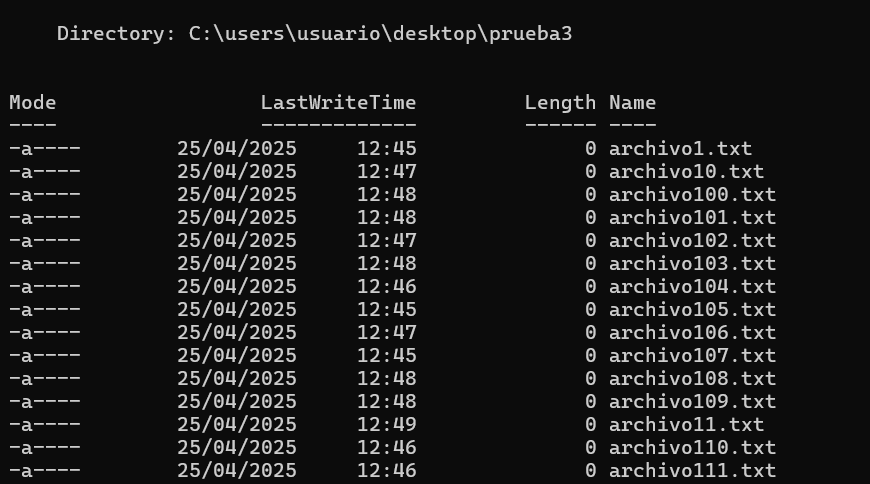 Directory: C:\users\usuario\desktop\prueba3
Mode LastWriteTime Length Name
---- ------------- ------ ----
-a---- 25/04/2025 12:45 0 archivo1.txt
-a---- 25/04/2025 12:47 0 archivo10.txt
-a---- 25/04/2025 12:48 0 archivo100.txt
-a---- 25/04/2025 12:48 0 archivo101.txt
-a---- 25/04/2025 12:47 0 archivo102.txt
-a---- 25/04/2025 12:48 0 archivo103.txt
-a---- 25/04/2025 12:46 0 archivo104.txt
-a---- 25/04/2025 12:45 0 archivo105.txt
-a---- 25/04/2025 12:47 0 archivo106.txt
-a---- 25/04/2025 12:45 0 archivo107.txt
-a---- 25/04/2025 12:48 0 archivo108.txt
-a---- 25/04/2025 12:48 0 archivo109.txt
-a---- 25/04/2025 12:49 0 archivo11.txt
-a---- 25/04/2025 12:46 0 archivo110.txt
-a---- 25/04/2025 12:46 0 archivo111.txt